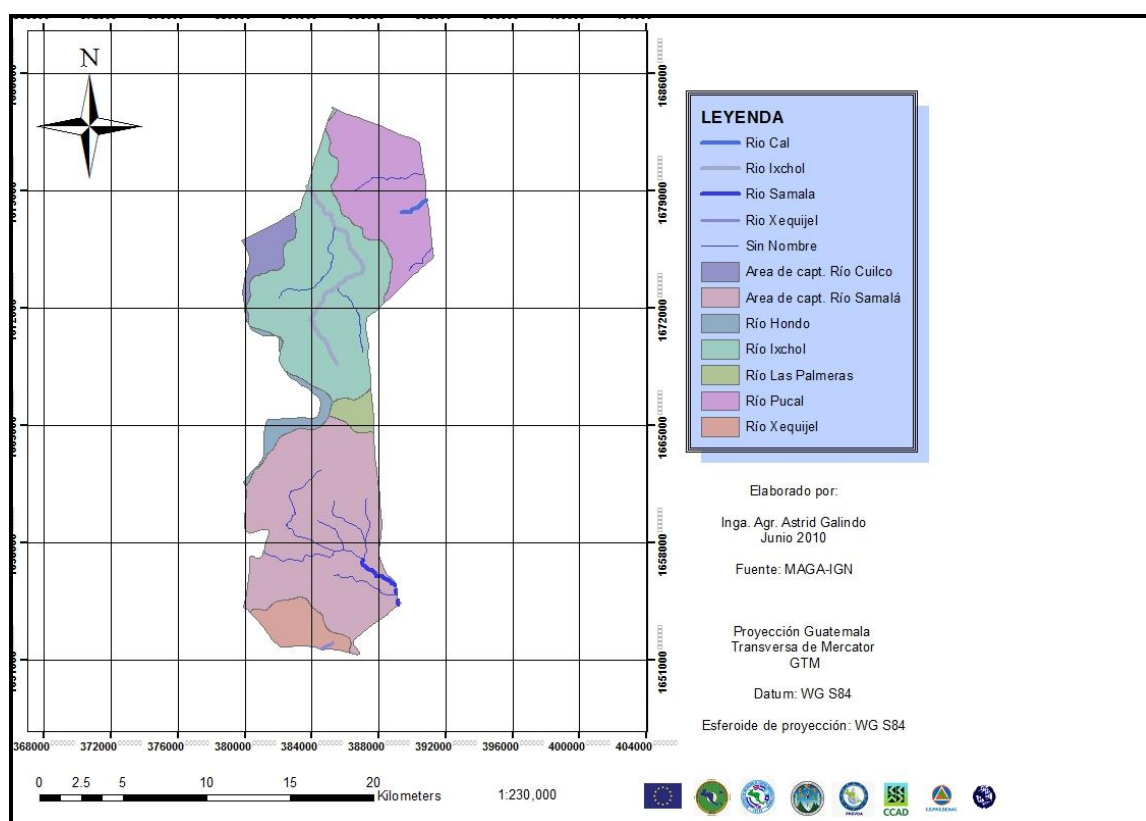 N
1686000
1679000
1672000
1665000
1658000
1651000
368000 372000 376000 380000 384000 388000 392000 396000 400000 404000
0 2.5 5 10 15 20
Kilometers
1:230,000
LEYENDA
Rio Cal
Rio Ixchol
Rio Samala
Rio Xequijel
Sin Nombre
Area de capt. Río Cuilco
Area de capt. Río Samalá
Río Hondo
Río Ixchol
Río Las Palmeras
Río Pucal
Río Xequijel
Elaborado por:
Inga. Agr. Astrid Galindo
Junio 2010
Fuente: MAGA-IGN
Proyección Guatemala
Transversa de Mercator
GTM
Datum: WG S84
Esferoide de proyección: WG S84
PREVDA
CCAD
CEPREDENAC